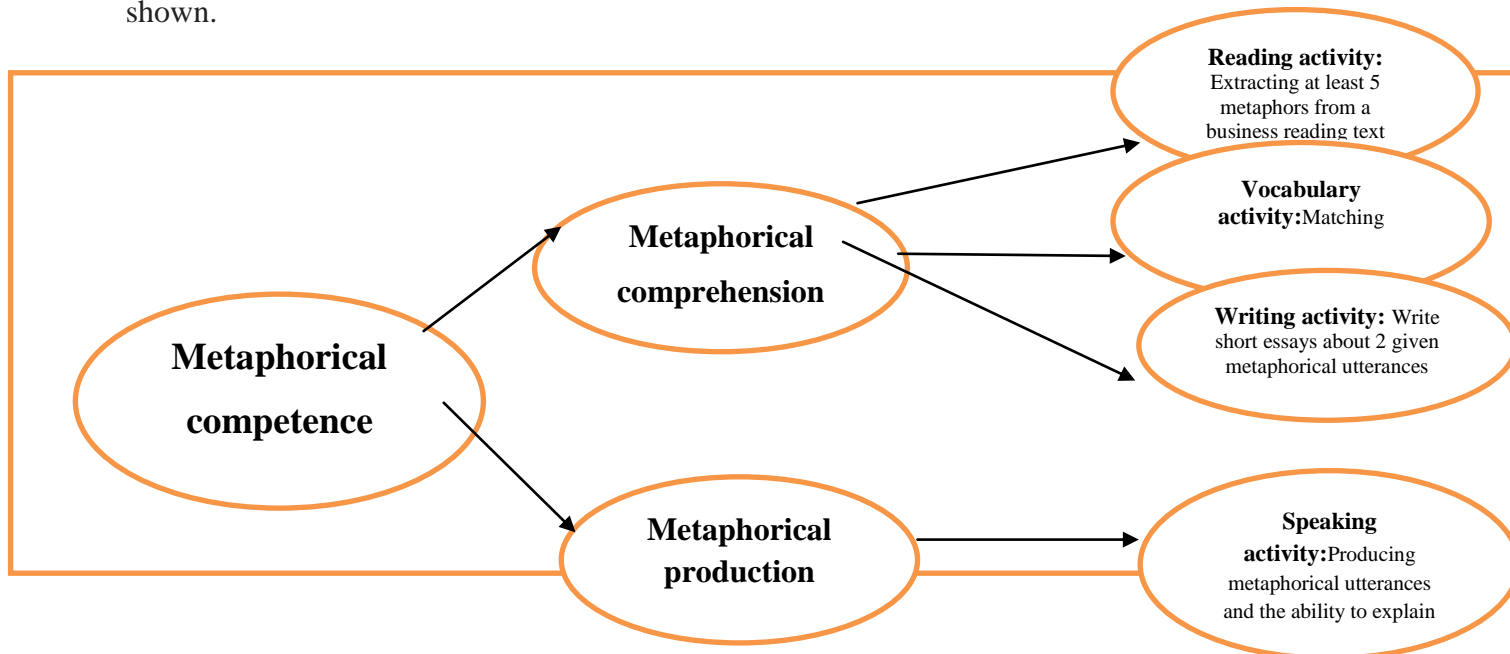 shown.
Reading activity:
Extracting at least 5
metaphors from a
business reading text
Vocabulary
activity:Matching
Metaphorical
comprehension
Writing activity: Write
short essays about 2 given
metaphorical utterances
Metaphorical
competence
Metaphorical
production
Speaking
activity:Producing
metaphorical utterances
and the ability to explain